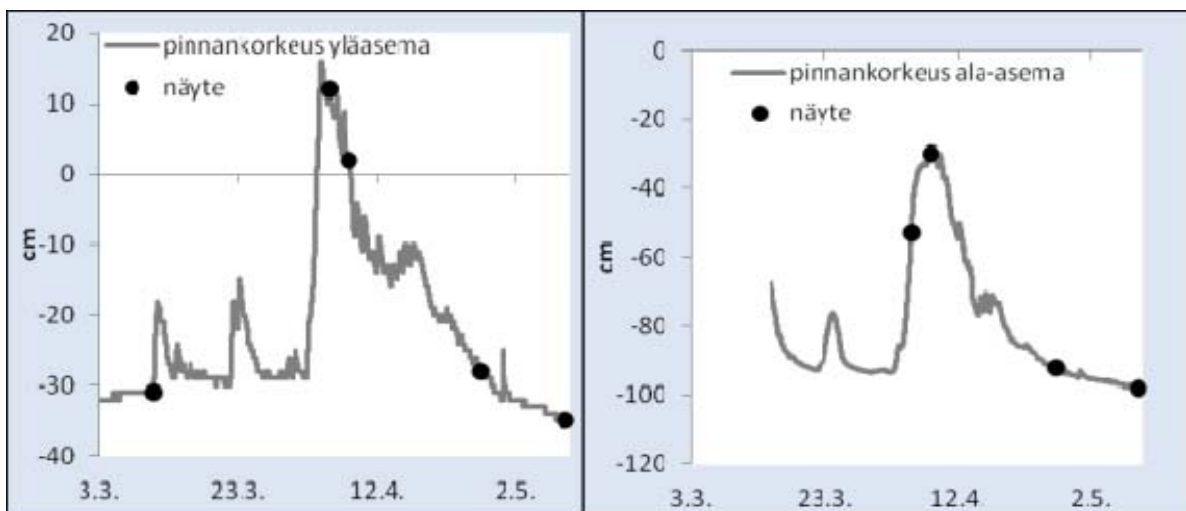 20
10
0
-10
-20
-30
-40
cm
pinnankorkeus yläasema
näyte
3.3. 23.3. 12.4. 2.5.
0
-20
-40
-60
-80
-100
-120
cm
pinnankorkeus ala-asema
näyte
3.3. 23.3. 12.4. 2.5.